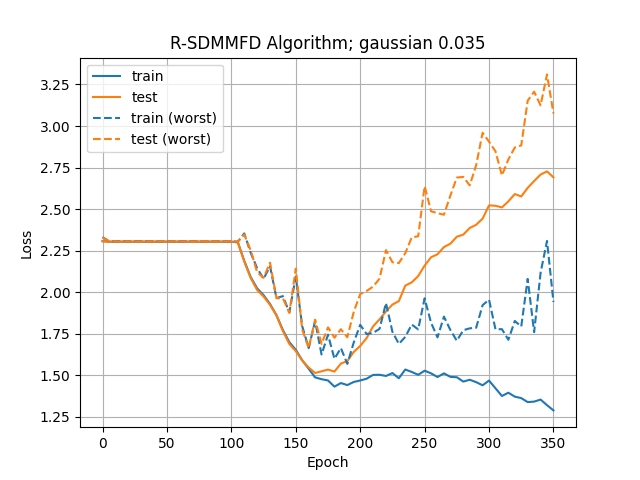 R-SDMMFD Algorithm; gaussian 0.035
train
test
train (worst)
test (worst)
Loss
3.25
3.00
2.75
2.50
2.25
2.00
1.75
1.50
1.25
0 50 100 150 200 250 300 350
Epoch